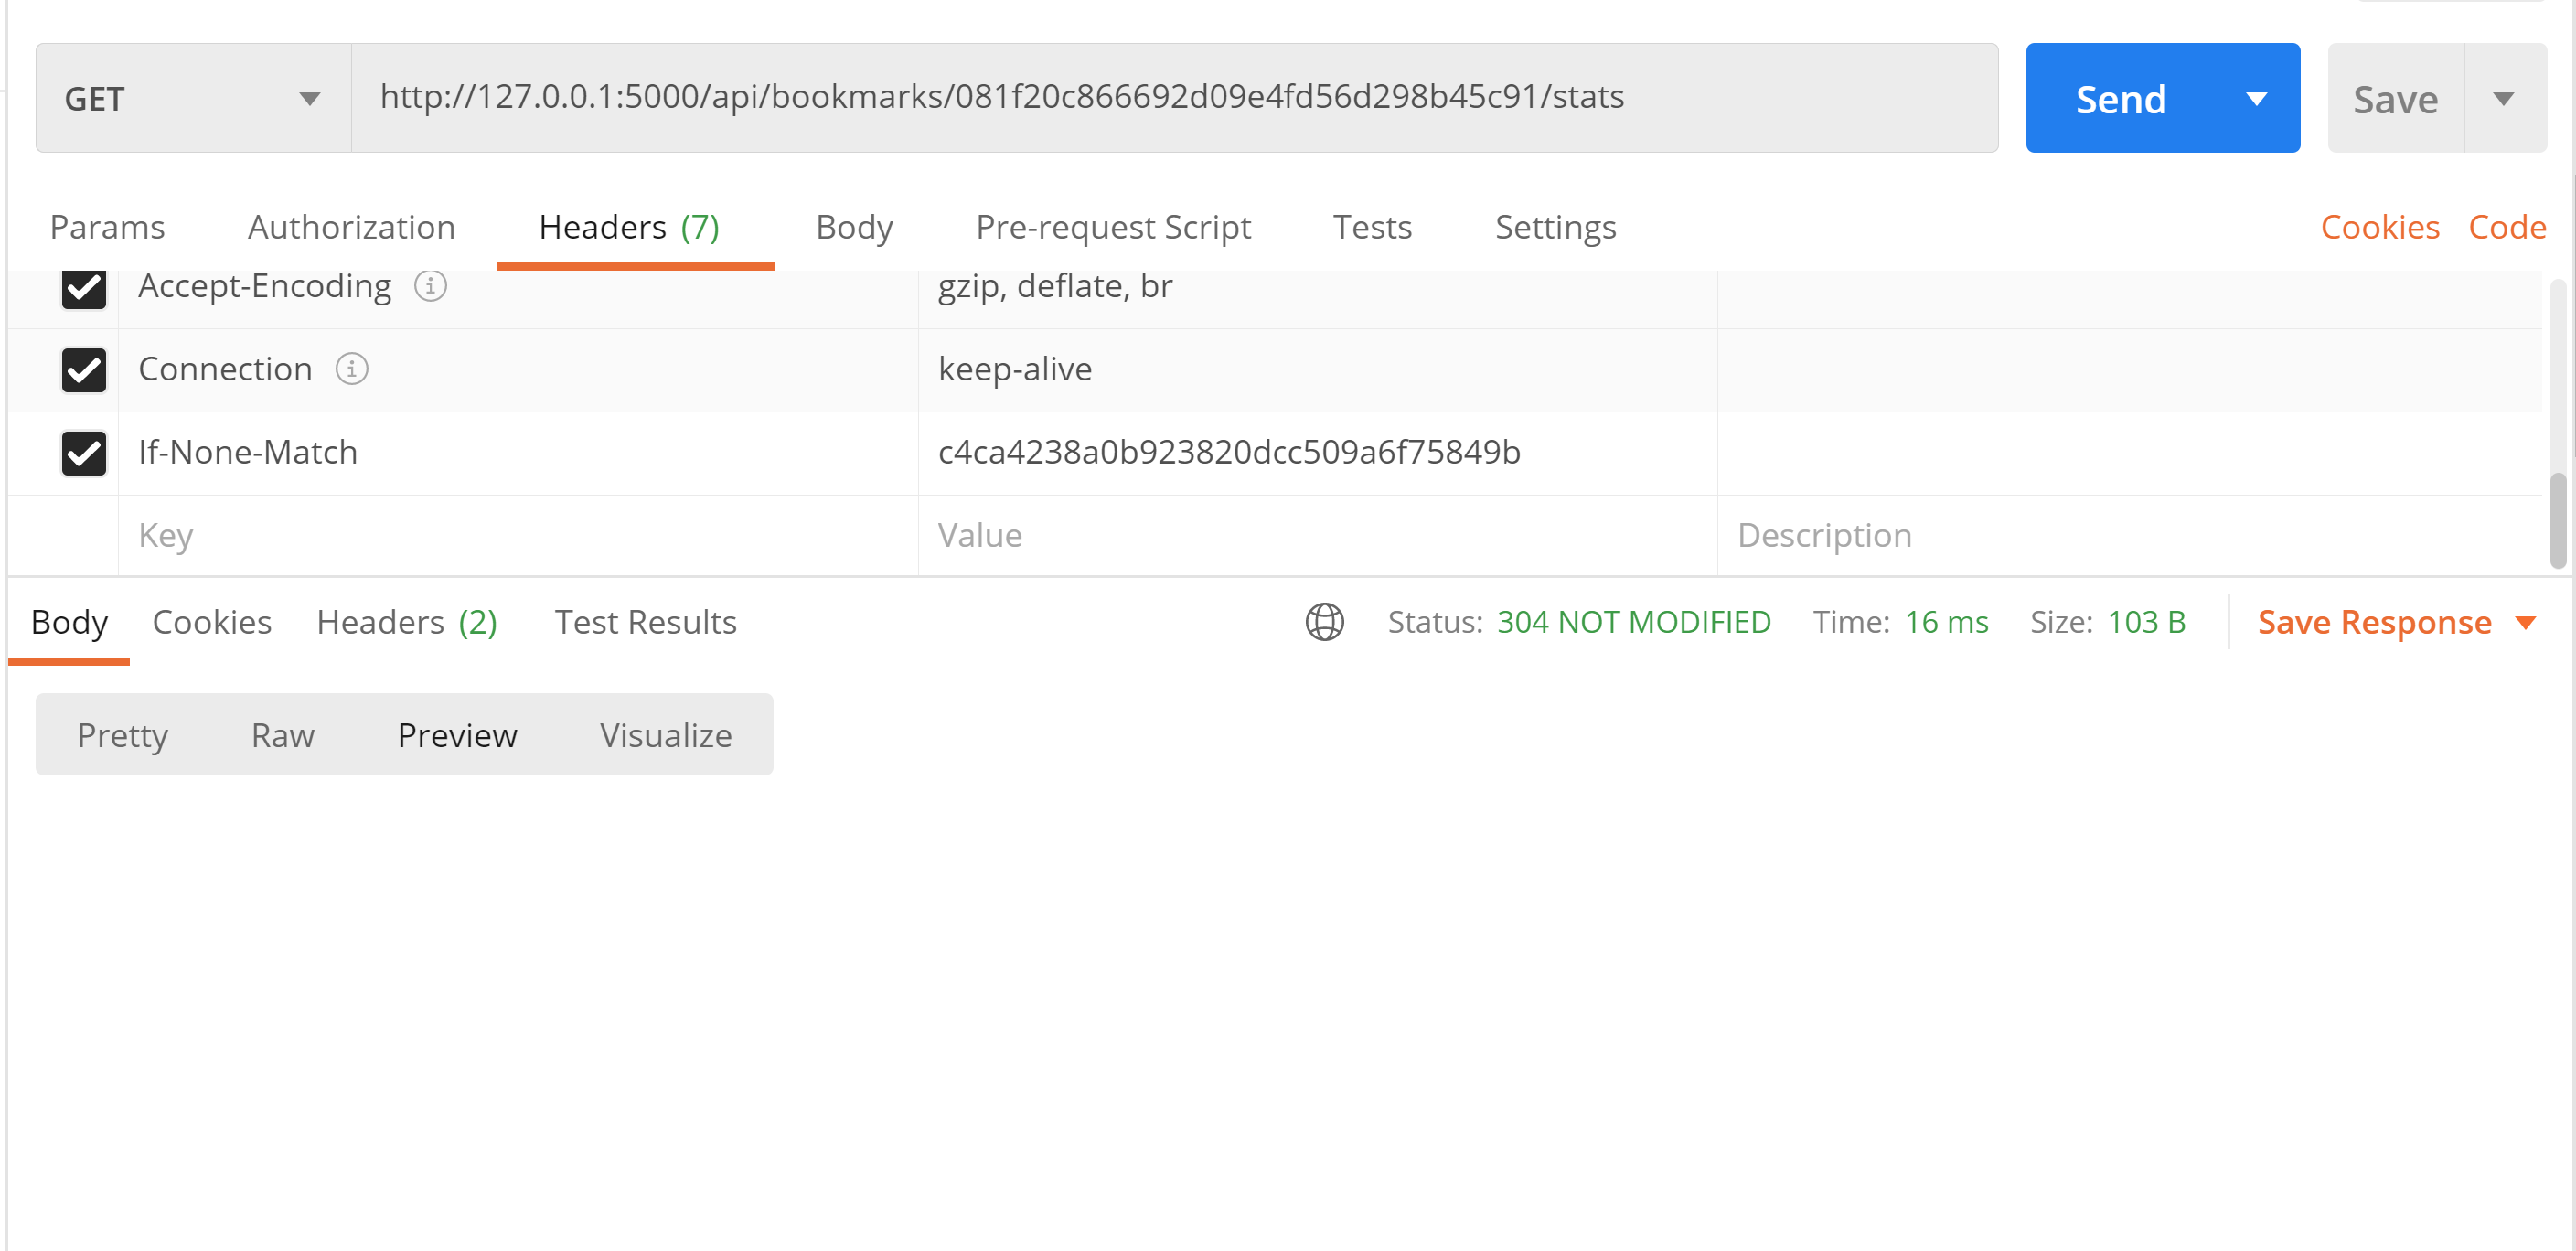 GET http://127.0.0.1:5000/api/bookmarks/081f20c866692d09e4fd56d298b45c91/stats Send Save
Params Authorization Headers (7) Body Pre-request Script Tests Settings Cookies Code
Accept-Encoding gzip, deflate, br
Connection keep-alive
If-None-Match c4ca4238a0b923820dcc509a6f75849b
Key Value Description
Body Cookies Headers (2) Test Results Status: 304 NOT MODIFIED Time: 16 ms Size: 103 B Save Response
Pretty Raw Preview Visualize